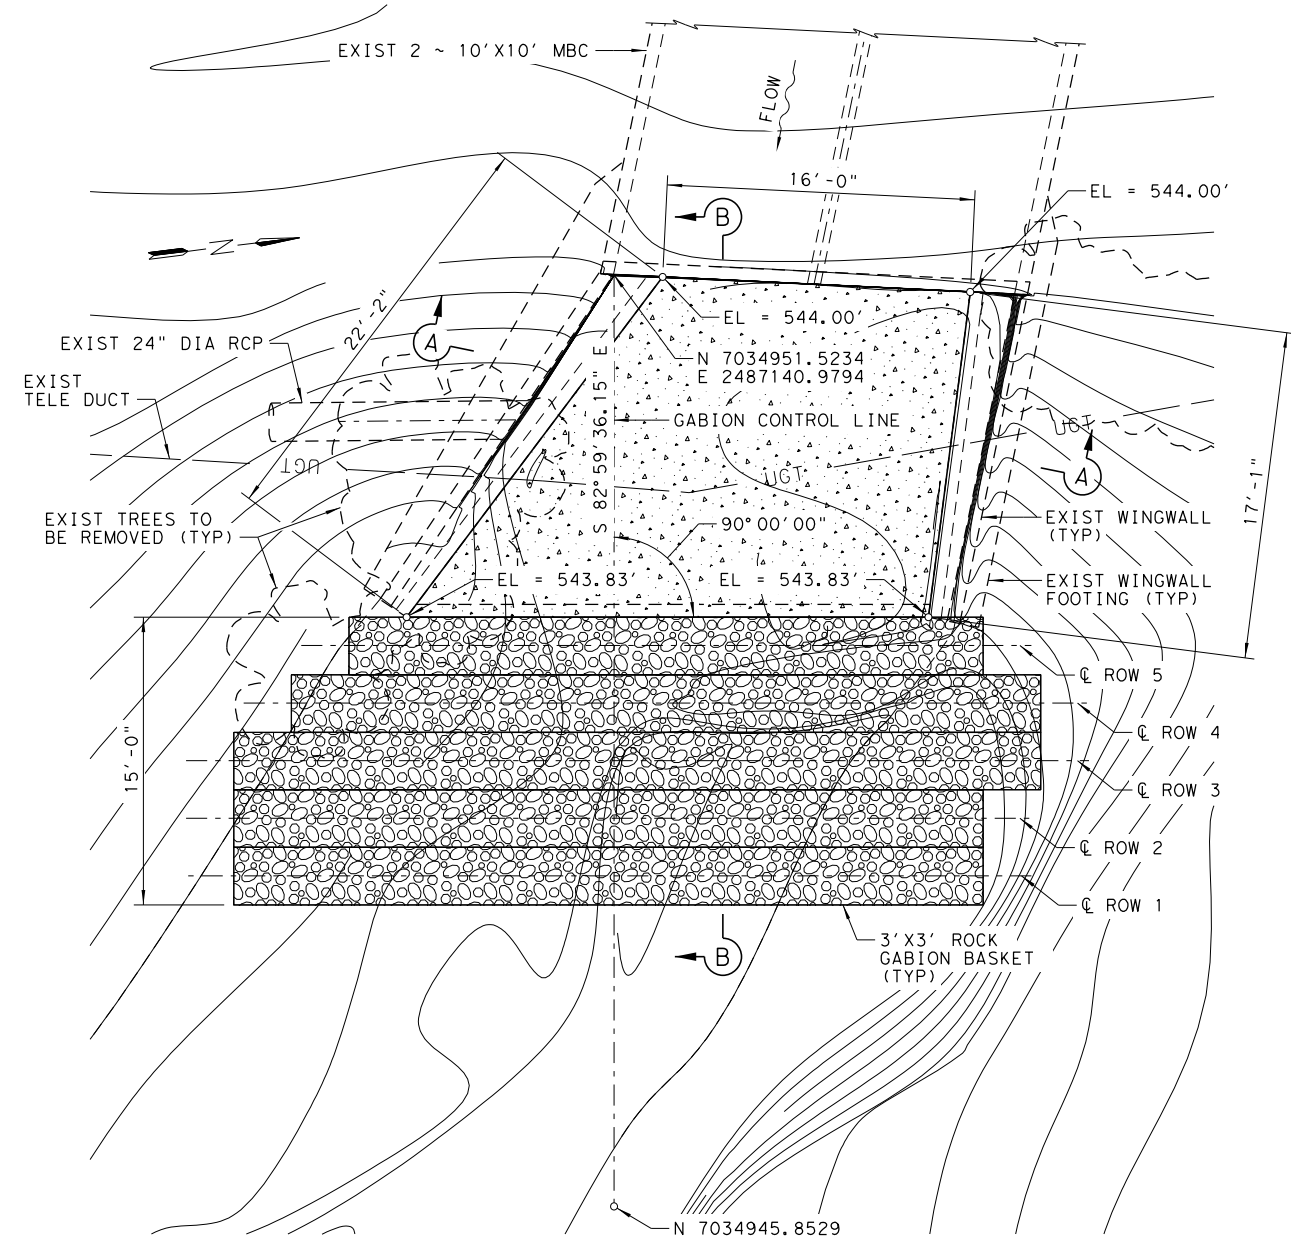 EXIST 2 ~ 10'X10' MBC
FLOW
16'-0"
EL = 544.00'
B
N
22'-2"
A
EL = 544.00'
EXIST 24" DIA RCP
N 7034951.5234
E 2487140.9794
EXIST
TELE DUCT
S 82°59'36.15" E
GABION CONTROL LINE
UGT
UGT
UGT
A
17'-1"
EXIST TREES TO
BE REMOVED (TYP)
90°00'00"
EXIST WINGWALL
(TYP)
EL = 543.83'
EL = 543.83'
EXIST WINGWALL
FOOTING (TYP)
15'-0"
℄ ROW 5
℄ ROW 4
℄ ROW 3
℄ ROW 2
℄ ROW 1
3'X3' ROCK
GABION BASKET
(TYP)
B
N 7034945.8529